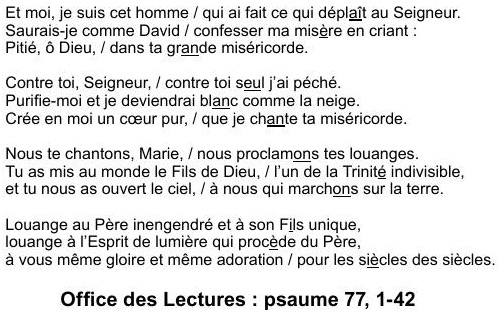 Et moi, je suis cet homme / qui ai fait ce qui déplaît au Seigneur.
Saurais-je comme David / confesser ma misère en criant :
Pitié, ô Dieu, / dans ta grande miséricorde.
Contre toi, Seigneur, / contre toi seul j'ai péché.
Purifie-moi et je deviendrai blanc comme la neige.
Crée en moi un cœur pur, / que je chante ta miséricorde.
Nous te chantons, Marie, / nous proclamons tes louanges.
Tu as mis au monde le Fils de Dieu, / l'un de la Trinité indivisible,
et tu nous as ouvert le ciel, / à nous qui marchons sur la terre.
Louange au Père inengendré et à son Fils unique,
louange à l'Esprit de lumière qui procède du Père,
à vous même gloire et même adoration / pour les siècles des siècles.
Office des Lectures : psaume 77, 1-42